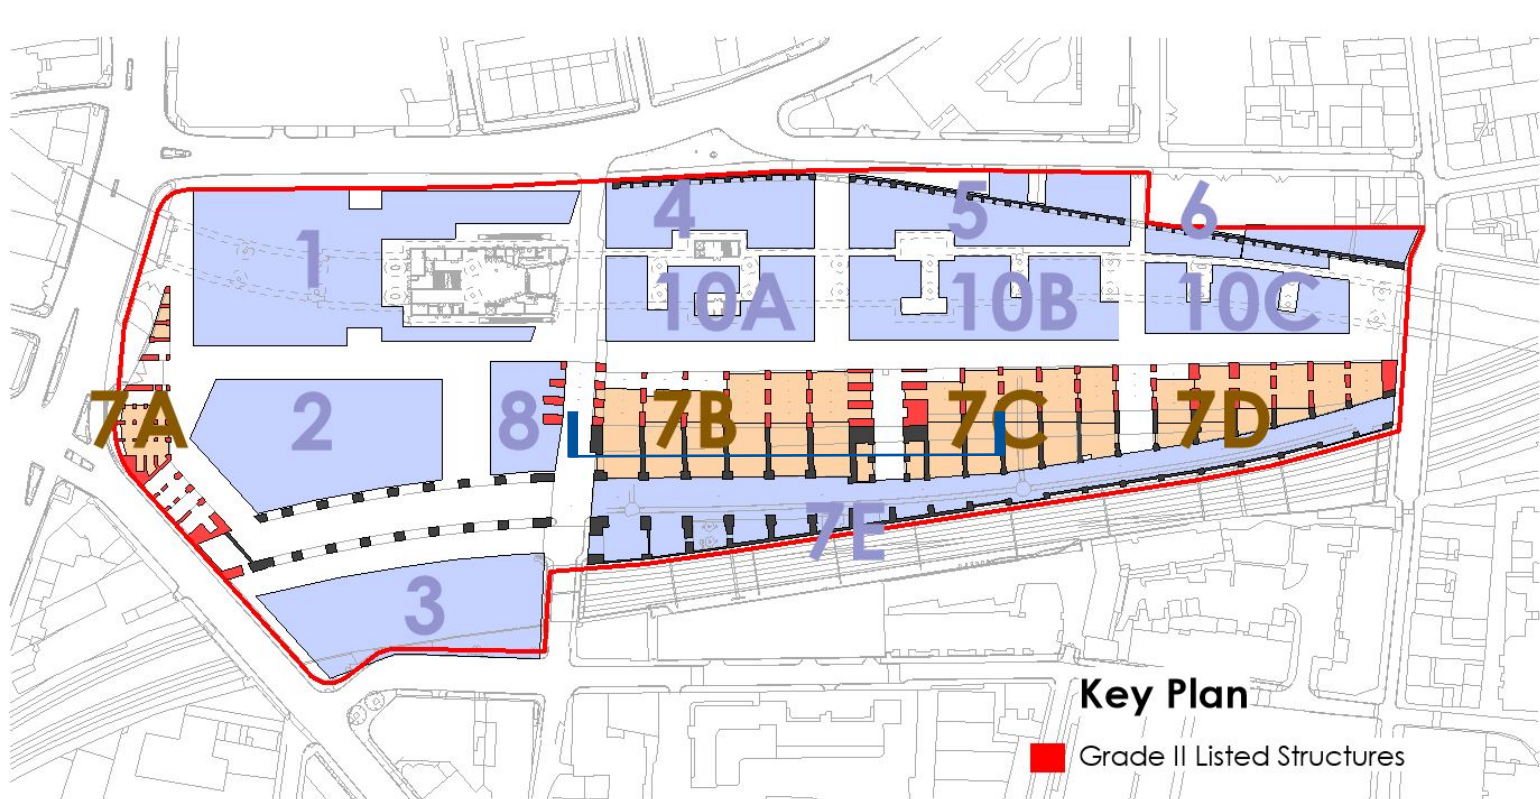 4
5
6
1
10A
10B
10C
7A
2
8
7B
7C
7D
7E
3
Key Plan
Grade II Listed Structures